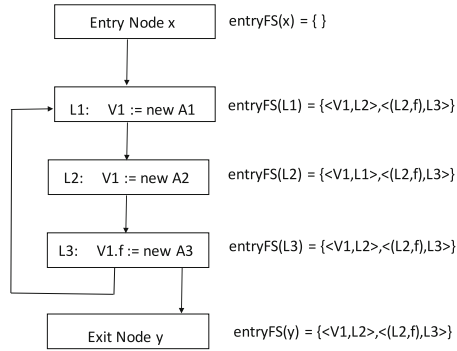 Entry Node x entryFS(x) = { }
L1: V1 := new A1 entryFS(L1) = {<V1,L2>,<(L2,f),L3>}
L2: V1 := new A2 entryFS(L2) = {<V1,L1>,<(L2,f),L3>}
L3: V1.f := new A3 entryFS(L3) = {<V1,L2>,<(L2,f),L3>}
Exit Node y entryFS(y) = {<V1,L2>,<(L2,f),L3>}